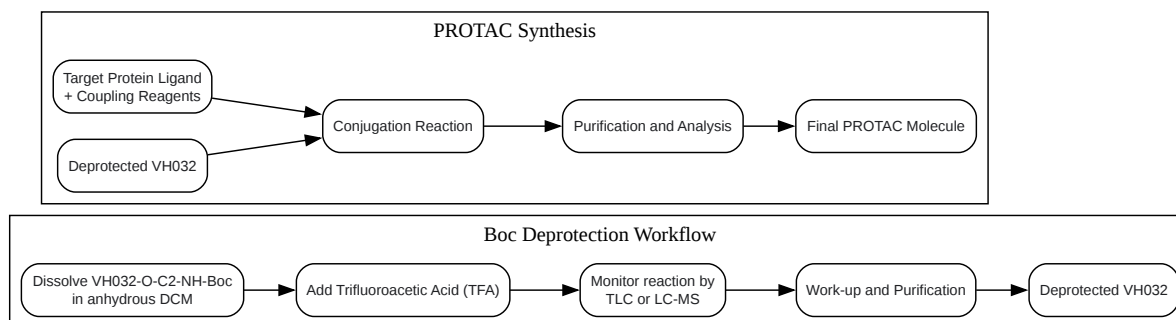 PROTAC Synthesis
Target Protein Ligand
+ Coupling Reagents
Conjugation Reaction
Purification and Analysis
Final PROTAC Molecule
Deprotected VH032
Boc Deprotection Workflow
Dissolve VH032-O-C2-NH-Boc
in anhydrous DCM
Add Trifluoroacetic Acid (TFA)
Monitor reaction by
TLC or LC-MS
Work-up and Purification
Deprotected VH032